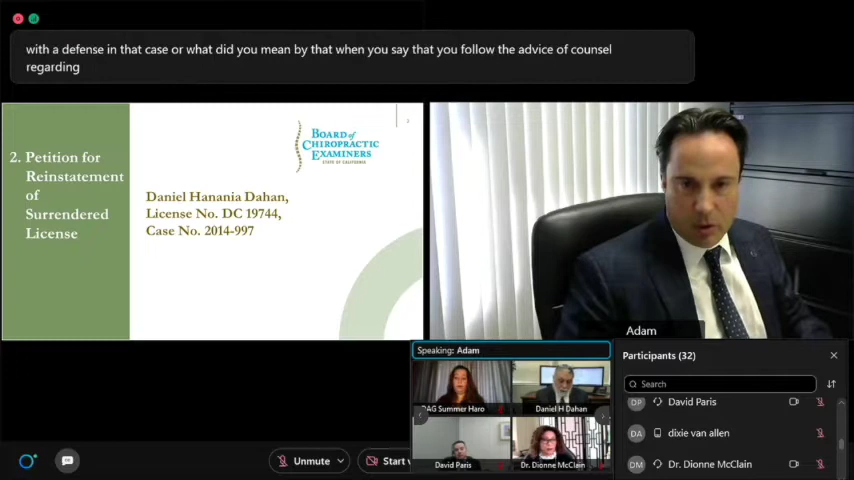 with a defense in that case or what did you mean by that when you say that you follow the advice of counsel
regarding
2
BOARD of
CHIROPRACTIC
EXAMINERS
STATE OF CALIFORNIA
2. Petition for
Reinstatement
of
Surrendered
License
Daniel Hanania Dahan,
License No. DC 19744,
Case No. 2014-997
Adam
Speaking: Adam
DAG Summer Haro
Daniel H Dahan
David Paris
Dr. Dionne McClain
Participants (32)
Search
DP David Paris
DA dixie van allen
DM Dr. Dionne McClain
Unmute
Start